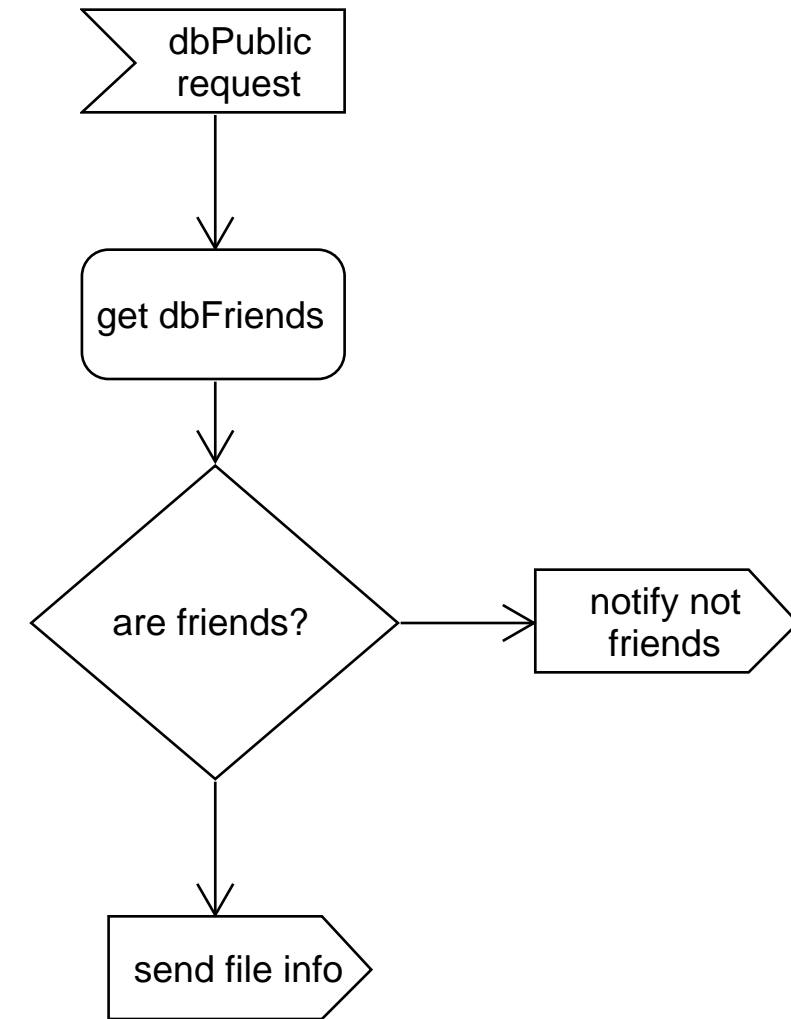 dbPublic
request
get dbFriends
are friends?
notify not
friends
send file info